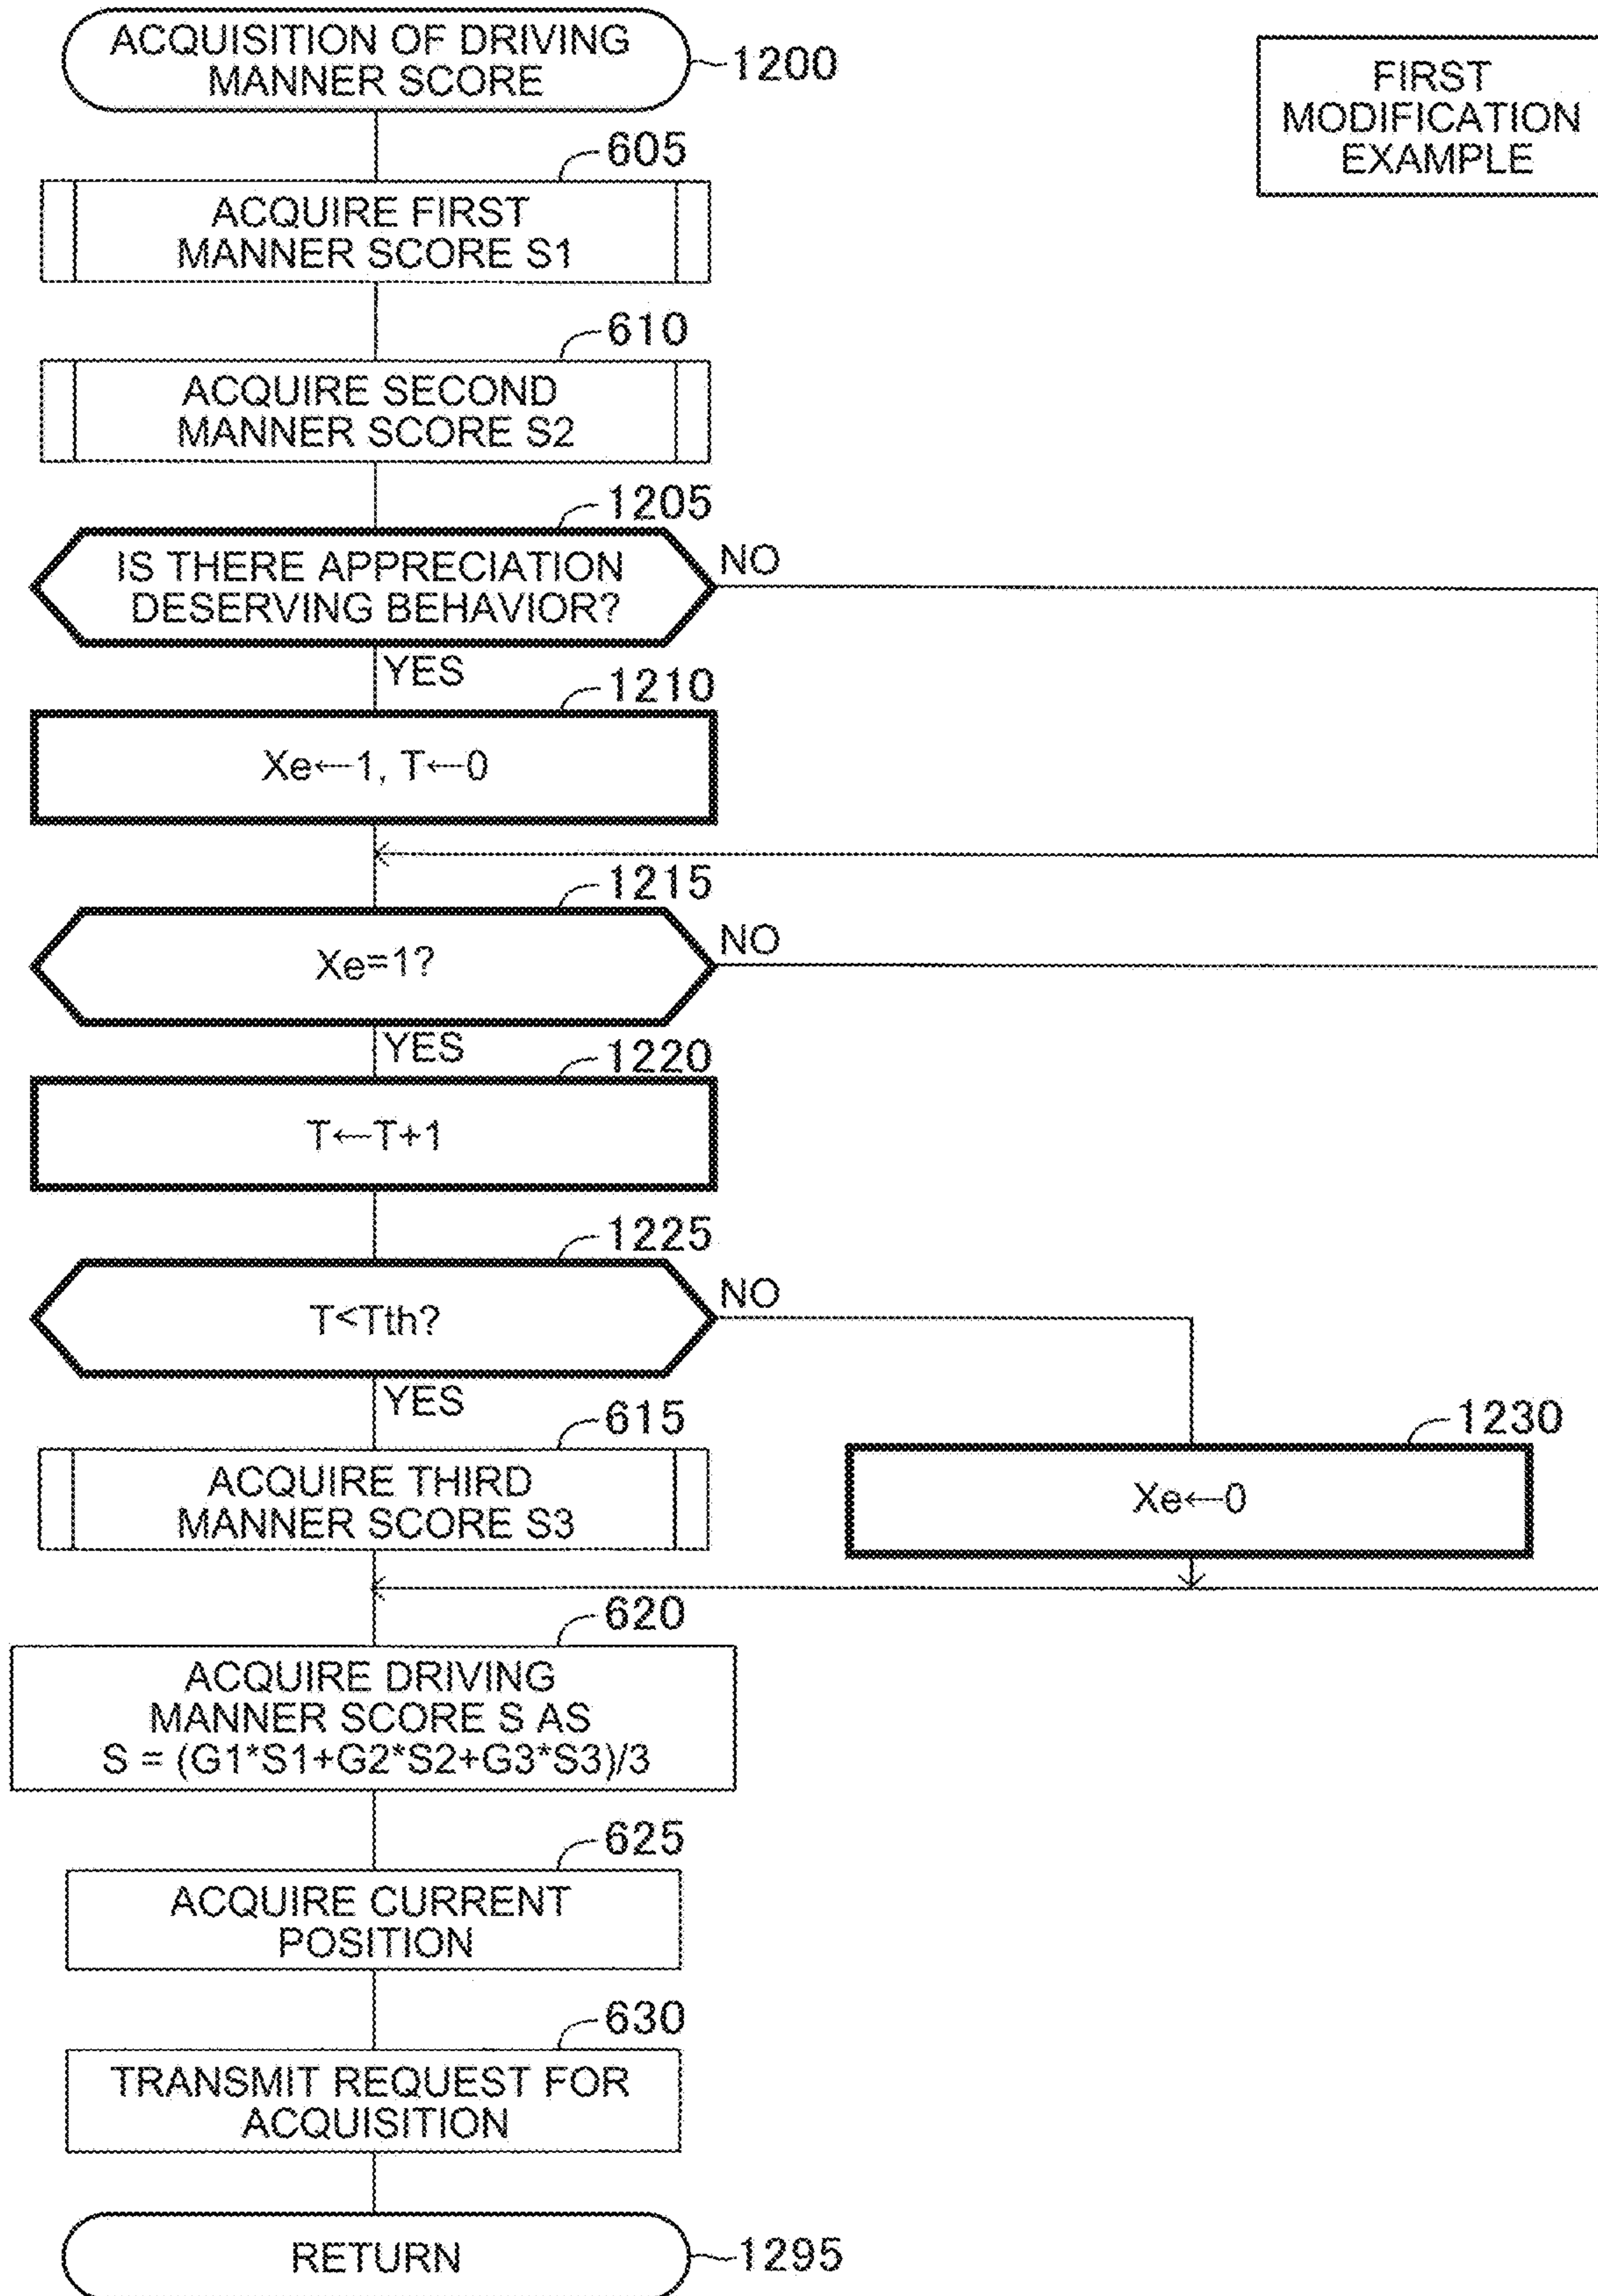 ACQUISITION OF DRIVING
MANNER SCORE
1200
FIRST
MODIFICATION
EXAMPLE
605
ACQUIRE FIRST
MANNER SCORE S1
610
ACQUIRE SECOND
MANNER SCORE S2
1205
IS THERE APPRECIATION
DESERVING BEHAVIOR?
NO
YES
1210
Xe←1, T←0
1215
Xe=1?
NO
YES
1220
T←T+1
1225
T<Tth?
NO
YES
615
ACQUIRE THIRD
MANNER SCORE S3
1230
Xe←0
620
ACQUIRE DRIVING
MANNER SCORE S AS
S = (G1*S1+G2*S2+G3*S3)/3
625
ACQUIRE CURRENT
POSITION
630
TRANSMIT REQUEST FOR
ACQUISITION
RETURN
1295